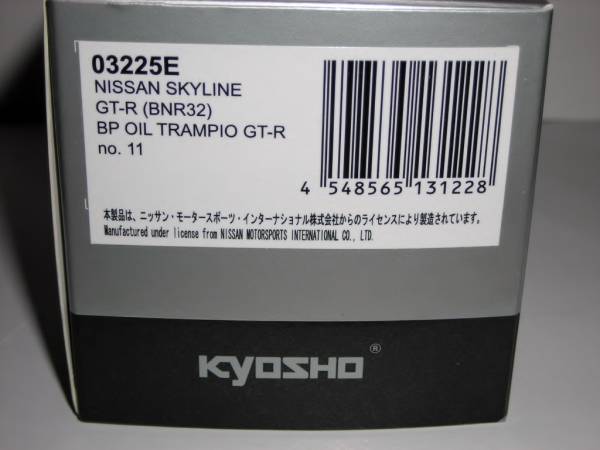 03225E
NISSAN SKYLINE
GT-R (BNR32)
BP OIL TRAMPIO GT-R
no. 11
4 548565 131228
本製品は、ニッサン・モータースポーツ・インターナショナル株式会社からのライセンスにより製造されています。
Manufactured under license from NISSAN MOTORSPORTS INTERNATIONAL CO., LTD.
KYOSHO ®